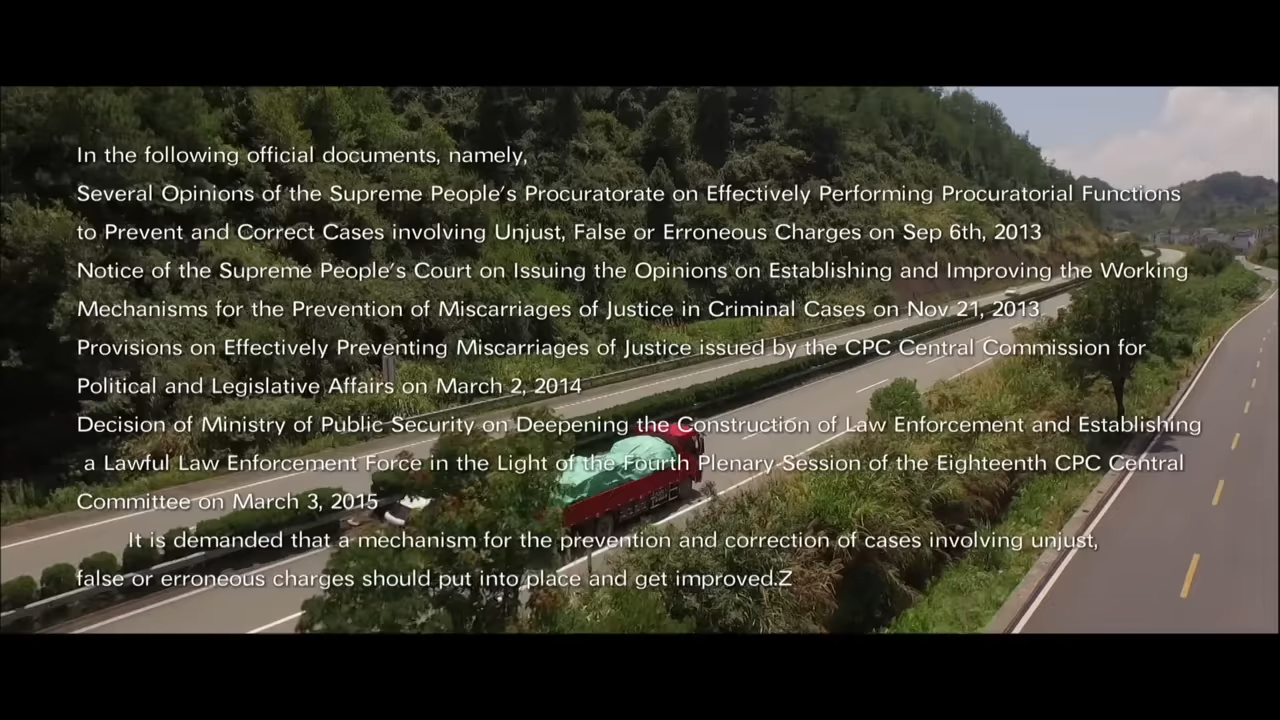 In the following official documents, namely,
Several Opinions of the Supreme People's Procuratorate on Effectively Performing Procuratorial Functions
to Prevent and Correct Cases involving Unjust, False or Erroneous Charges on Sep 6th, 2013
Notice of the Supreme People's Court on Issuing the Opinions on Establishing and Improving the Working
Mechanisms for the Prevention of Miscarriages of Justice in Criminal Cases on Nov 21, 2013.
Provisions on Effectively Preventing Miscarriages of Justice issued by the CPC Central Commission for
Political and Legislative Affairs on March 2, 2014
Decision of Ministry of Public Security on Deepening the Construction of Law Enforcement and Establishing
a Lawful Law Enforcement Force in the Light of the Fourth Plenary Session of the Eighteenth CPC Central
Committee on March 3, 2015
It is demanded that a mechanism for the prevention and correction of cases involving unjust,
false or erroneous charges should put into place and get improved.Z